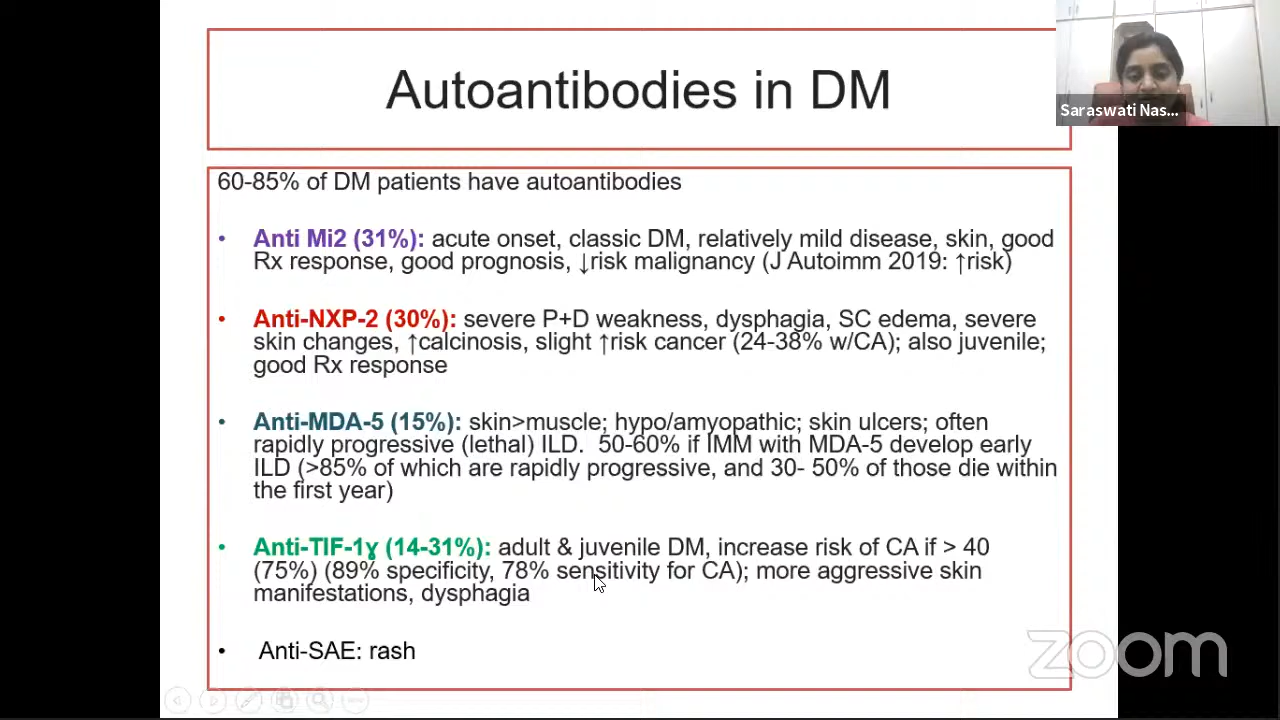 Autoantibodies in DM
Saraswati Nas...
60-85% of DM patients have autoantibodies
• Anti Mi2 (31%): acute onset, classic DM, relatively mild disease, skin, good
Rx response, good prognosis, ↓risk malignancy (J Autoimm 2019: ↑risk)
• Anti-NXP-2 (30%): severe P+D weakness, dysphagia, SC edema, severe
skin changes, ↑calcinosis, slight ↑risk cancer (24-38% w/CA); also juvenile;
good Rx response
• Anti-MDA-5 (15%): skin>muscle; hypo/amyopathic; skin ulcers; often
rapidly progressive (lethal) ILD. 50-60% if IMM with MDA-5 develop early
ILD (>85% of which are rapidly progressive, and 30- 50% of those die within
the first year)
• Anti-TIF-1ɣ (14-31%): adult & juvenile DM, increase risk of CA if > 40
(75%) (89% specificity, 78% sensitivity for CA); more aggressive skin
manifestations, dysphagia
• Anti-SAE: rash
zoom